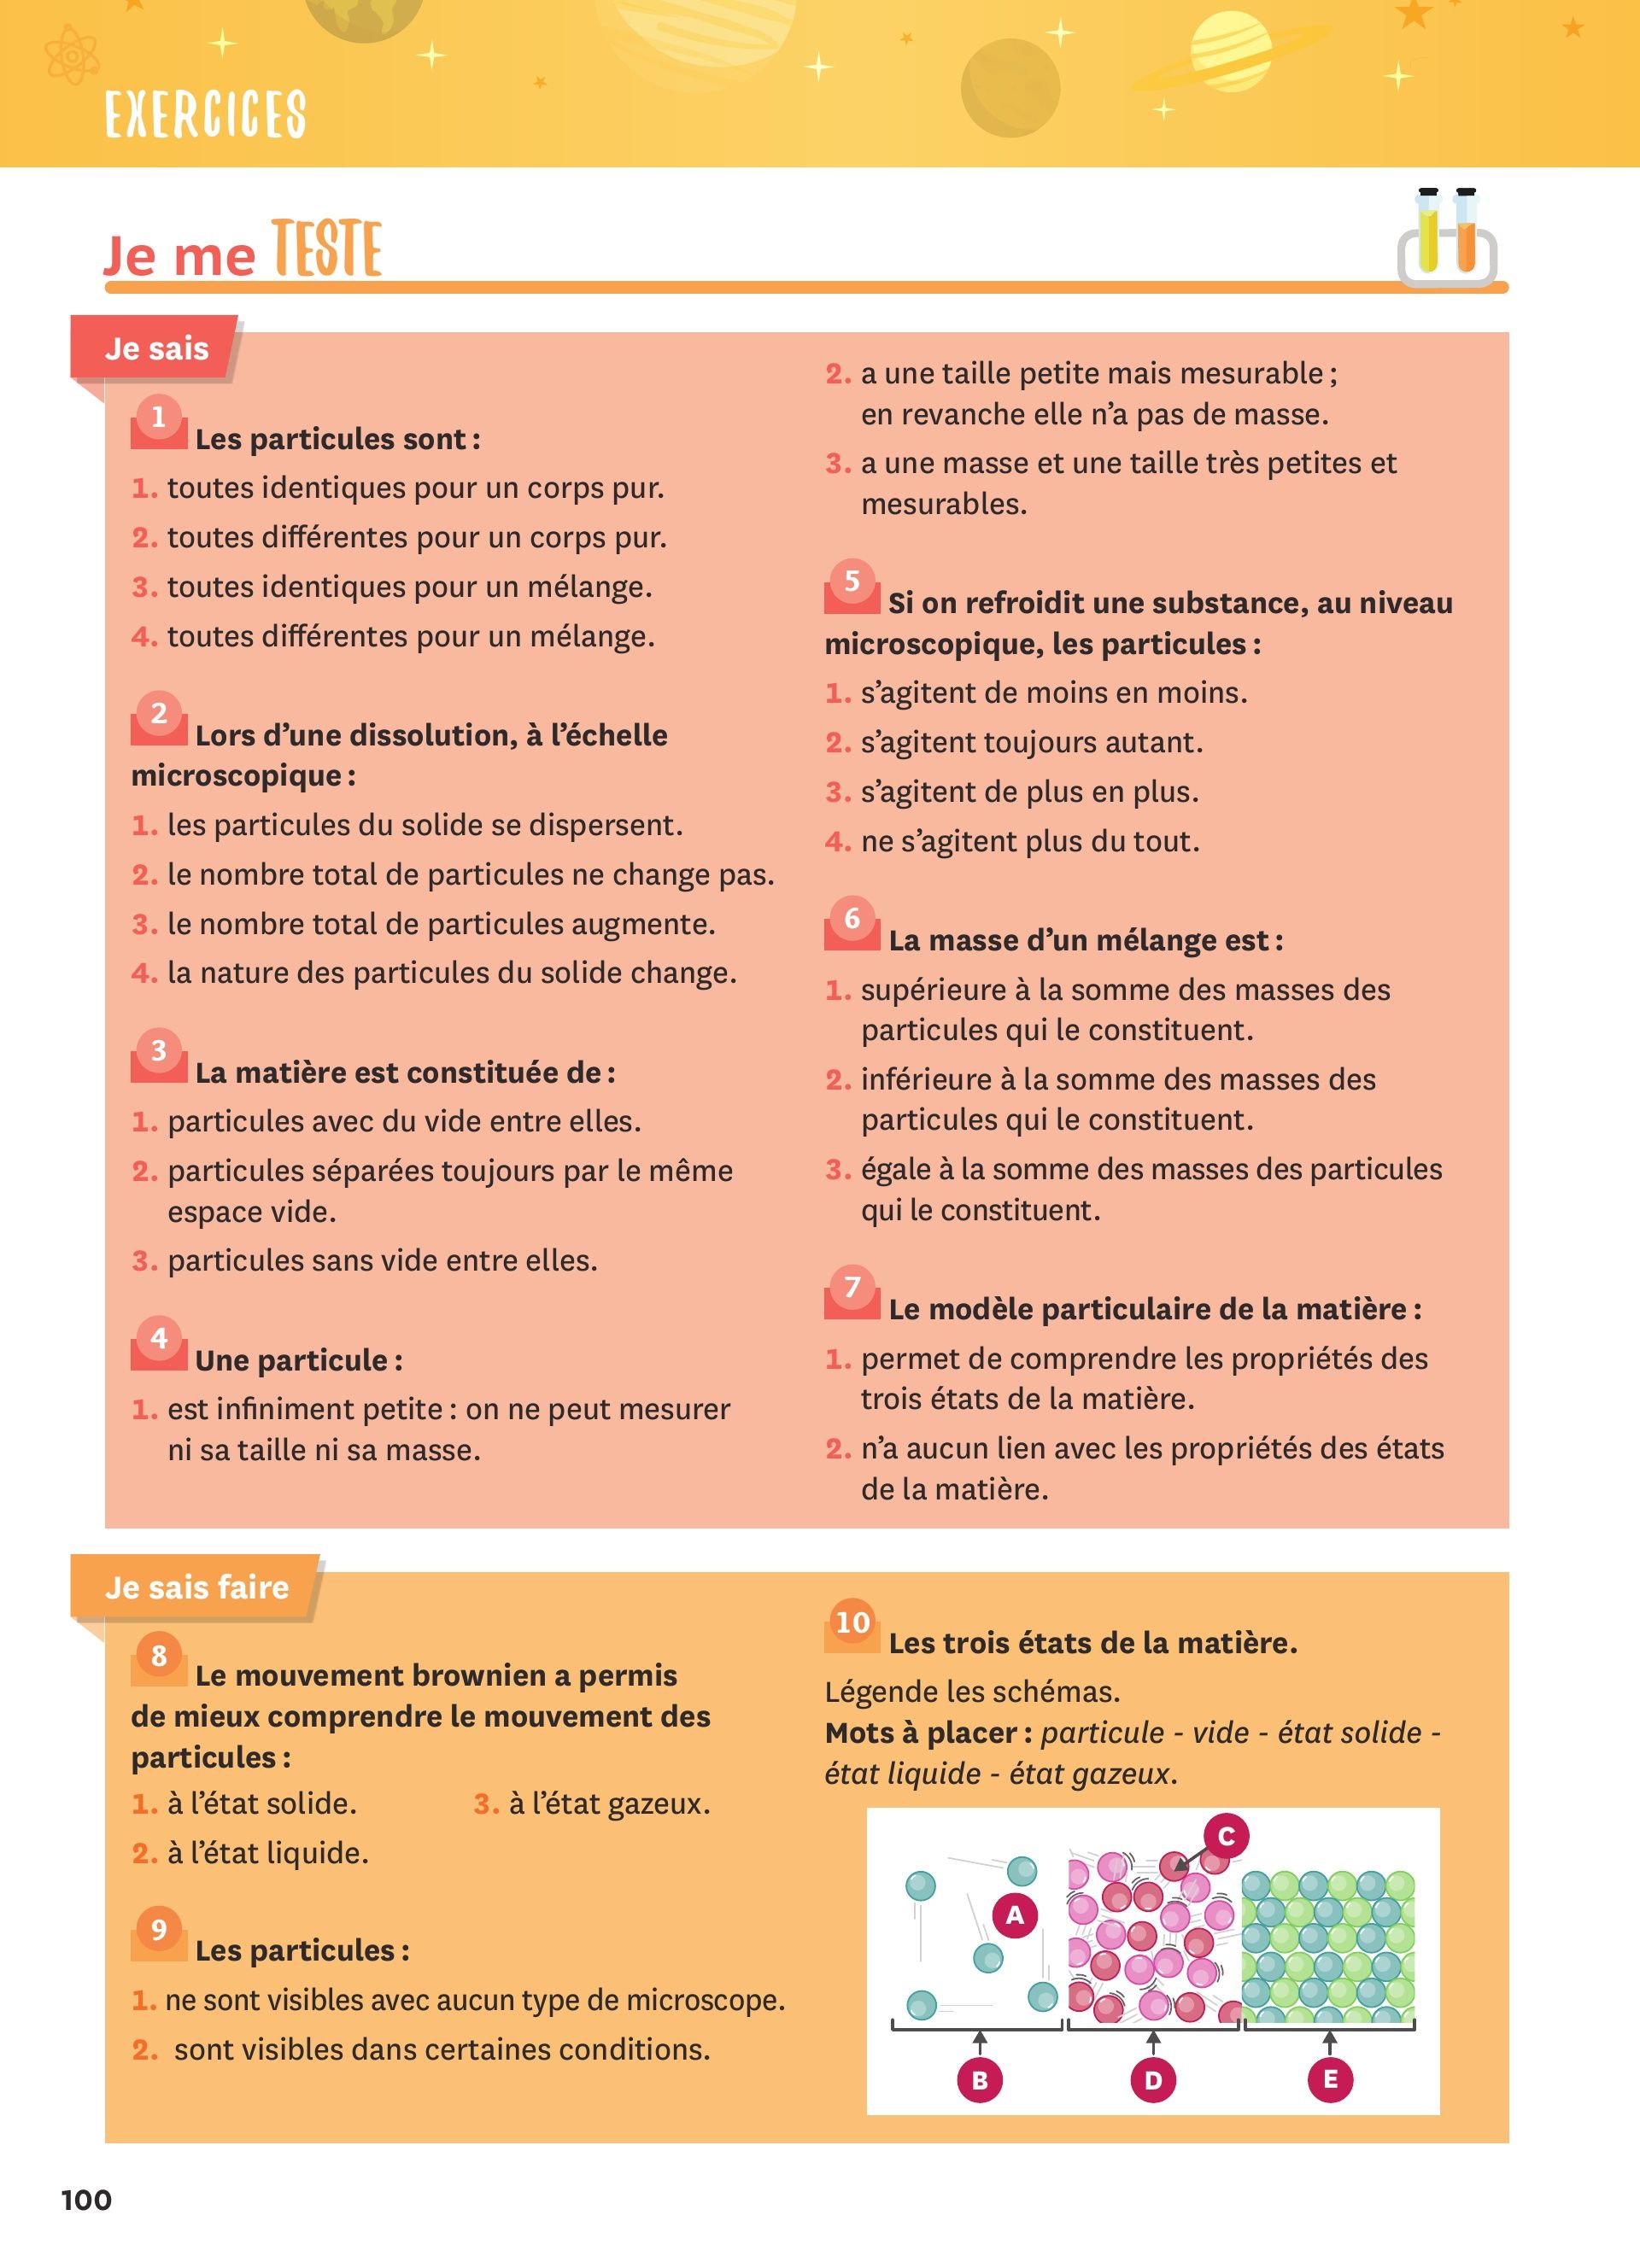 EXERCICES
Je me TESTE
Je sais
1 Les particules sont :
1. toutes identiques pour un corps pur.
2. toutes différentes pour un corps pur.
3. toutes identiques pour un mélange.
4. toutes différentes pour un mélange.
2 Lors d’une dissolution, à l’échelle
microscopique :
1. les particules du solide se dispersent.
2. le nombre total de particules ne change pas.
3. le nombre total de particules augmente.
4. la nature des particules du solide change.
3 La matière est constituée de :
1. particules avec du vide entre elles.
2. particules séparées toujours par le même
espace vide.
3. particules sans vide entre elles.
4 Une particule :
1. est infiniment petite : on ne peut mesurer
ni sa taille ni sa masse.
2. a une taille petite mais mesurable ;
en revanche elle n’a pas de masse.
3. a une masse et une taille très petites et
mesurables.
5 Si on refroidit une substance, au niveau
microscopique, les particules :
1. s’agitent de moins en moins.
2. s’agitent toujours autant.
3. s’agitent de plus en plus.
4. ne s’agitent plus du tout.
6 La masse d’un mélange est :
1. supérieure à la somme des masses des
particules qui le constituent.
2. inférieure à la somme des masses des
particules qui le constituent.
3. égale à la somme des masses des particules
qui le constituent.
7 Le modèle particulaire de la matière :
1. permet de comprendre les propriétés des
trois états de la matière.
2. n’a aucun lien avec les propriétés des états
de la matière.
Je sais faire
8 Le mouvement brownien a permis
de mieux comprendre le mouvement des
particules :
1. à l’état solide. 3. à l’état gazeux.
2. à l’état liquide.
9 Les particules :
1. ne sont visibles avec aucun type de microscope.
2. sont visibles dans certaines conditions.
10 Les trois états de la matière.
Légende les schémas.
Mots à placer : particule - vide - état solide -
état liquide - état gazeux.
C
A
B D E
100